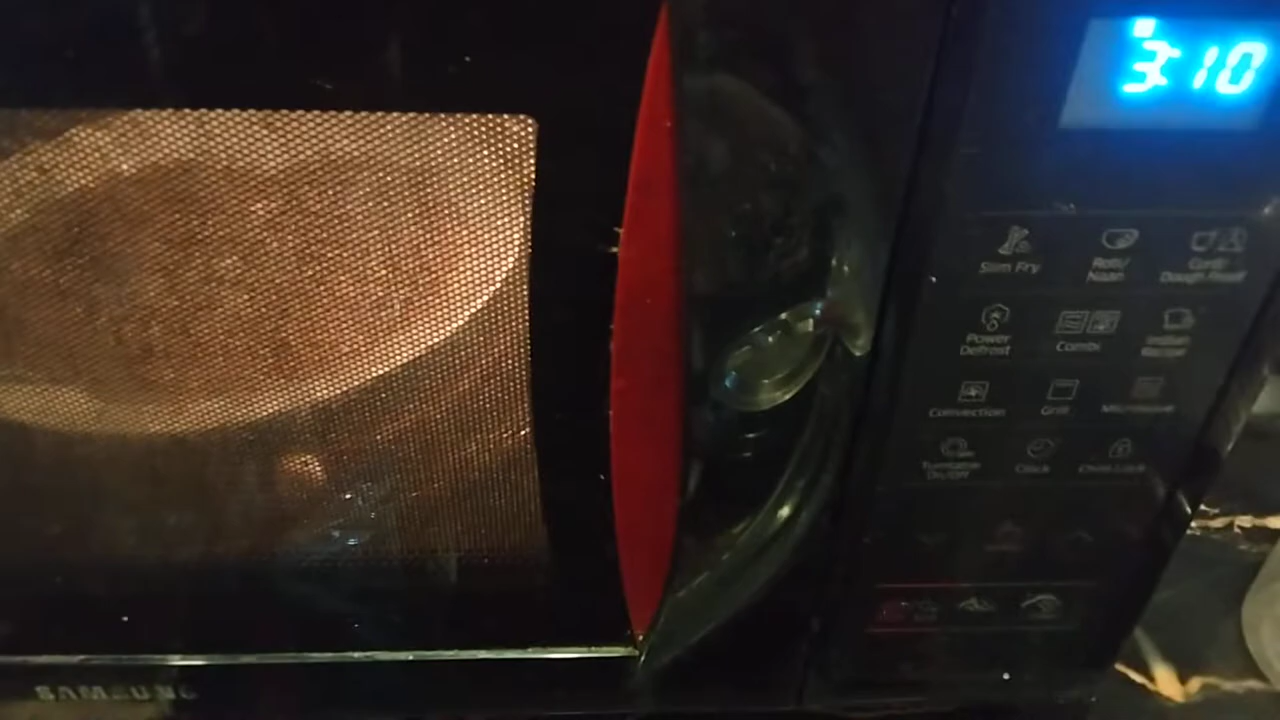 3:10
Slim Fry
Roti/
Naan
Curd/
Dough Proof
Power
Defrost
Combi
Indian
Recipe
Convection
Grill
Microwave
Turntable
On/Off
Clock
Child Lock
SAMSUNG